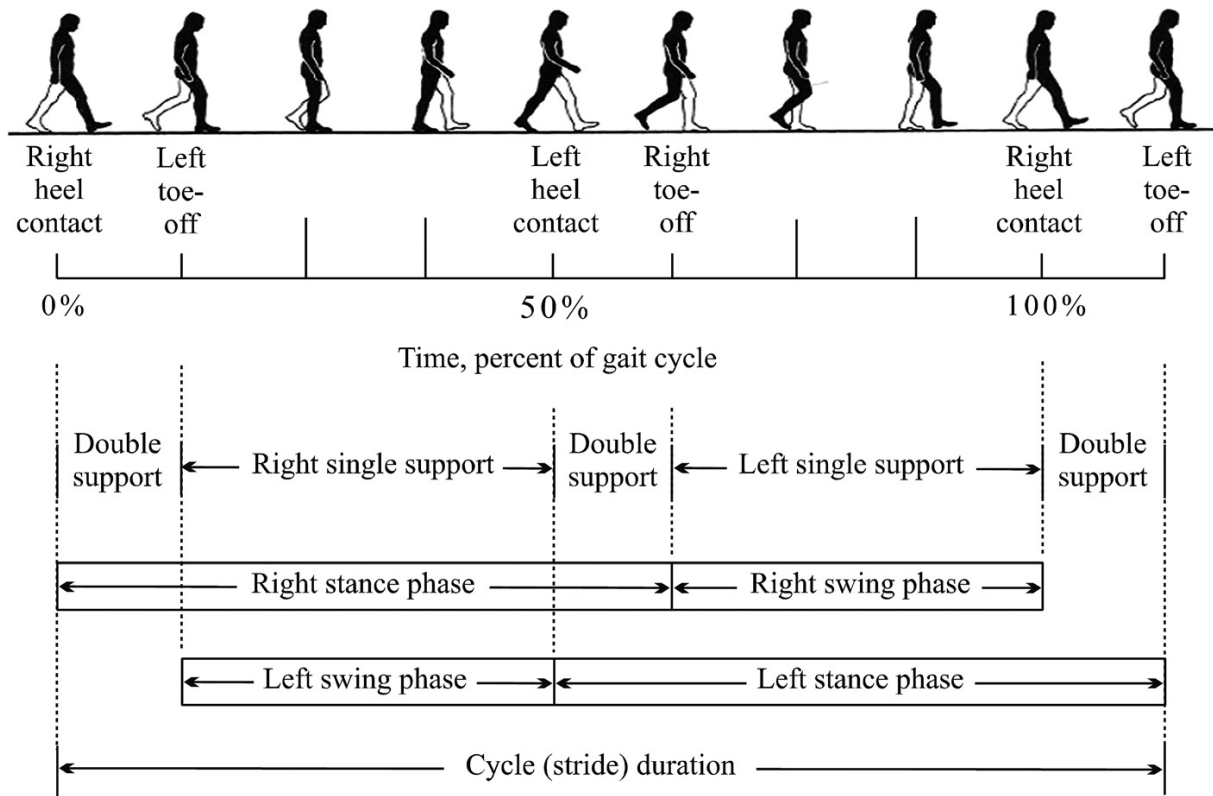 Right heel contact
Left toe-off
Left heel contact
Right toe-off
Right heel contact
Left toe-off
0%
50%
100%
Time, percent of gait cycle
Double support
Right single support
Double support
Left single support
Double support
Right stance phase
Right swing phase
Left swing phase
Left stance phase
Cycle (stride) duration